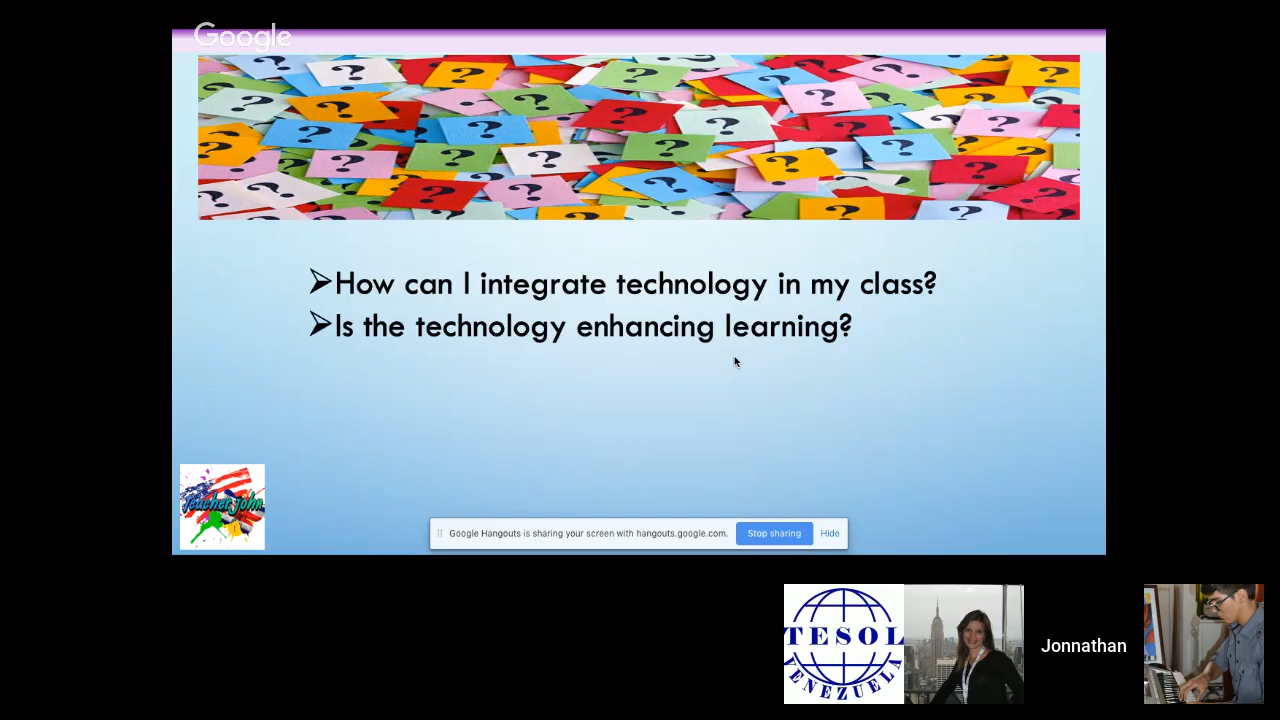 Google
➢How can I integrate technology in my class?
➢Is the technology enhancing learning?
Teacher John
Google Hangouts is sharing your screen with hangouts.google.com.
Stop sharing
Hide
TESOL
VENEZUELA
Jonnathan